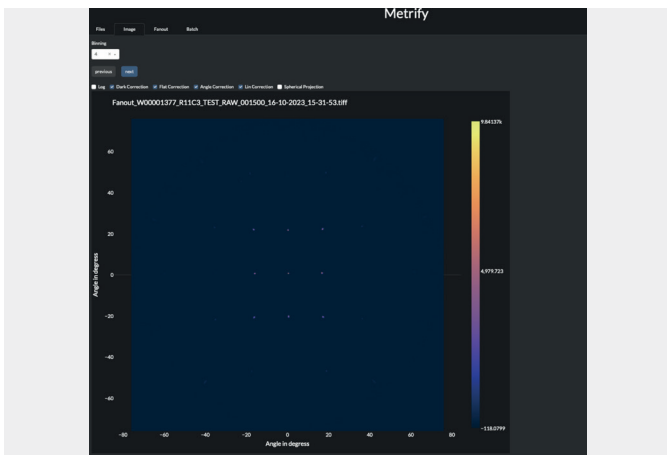 Metrify
Files Image Fanout Batch
Binning
previous next
Log Dark Correction Flat Correction Angle Correction Lin Correction Spherical Projection
Fanout_W00001377_R11C3_TEST_RAW_001500_16-10-2023_15-31-53.tiff
9.84137k
60
40
20
Angle in degress
0
4,979.723
−20
−40
−60
−118.0799
−80 −60 −40 −20 0 20 40 60 80
Angle in degress